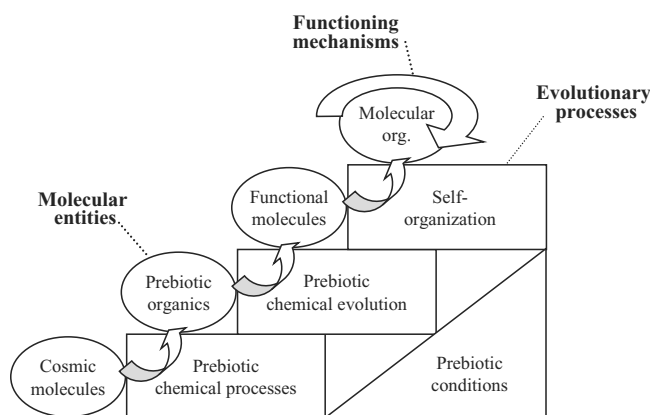 Functioning
mechanisms
Molecular
org.
Evolutionary
processes
Functional
molecules
Self-
organization
Molecular
entities
Prebiotic
organics
Prebiotic
chemical evolution
Cosmic
molecules
Prebiotic
chemical processes
Prebiotic
conditions